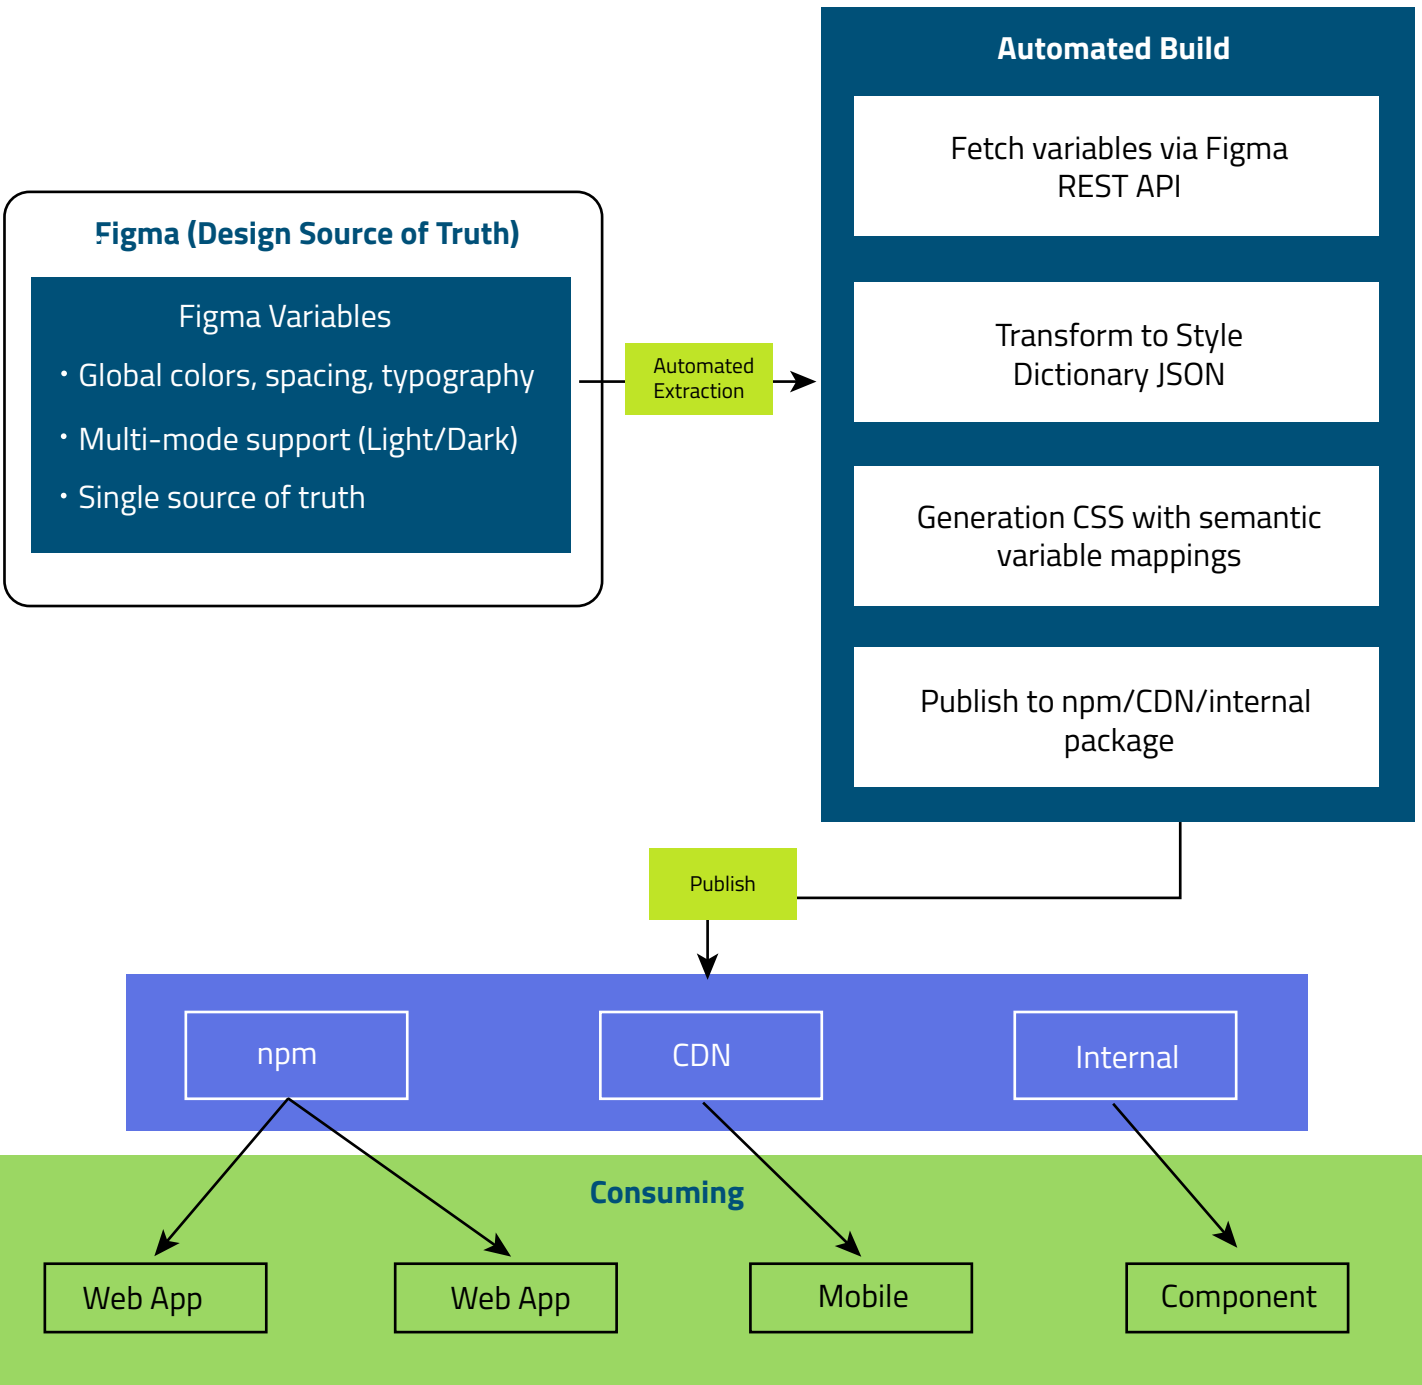 Figma (Design Source of Truth)
Figma Variables
· Global colors, spacing, typography
· Multi-mode support (Light/Dark)
· Single source of truth
Automated
Extraction
Automated Build
Fetch variables via Figma
REST API
Transform to Style
Dictionary JSON
Generation CSS with semantic
variable mappings
Publish to npm/CDN/internal
package
Publish
npm
CDN
Internal
Consuming
Web App
Web App
Mobile
Component